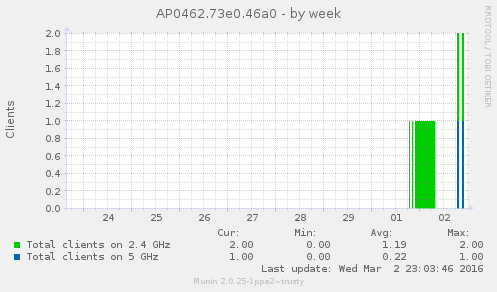 AP0462.73e0.46a0 - by week
RRDTOOL / TOBI OETIKER
Clients
2.0
1.8
1.6
1.4
1.2
1.0
0.8
0.6
0.4
0.2
0.0
24 25 26 27 28 29 01 02
Cur: Min: Avg: Max:
Total clients on 2.4 GHz 2.00 0.00 1.19 2.00
Total clients on 5 GHz 1.00 0.00 0.22 1.00
Last update: Wed Mar 2 23:03:46 2016
Munin 2.0.25-1ppa2~trusty